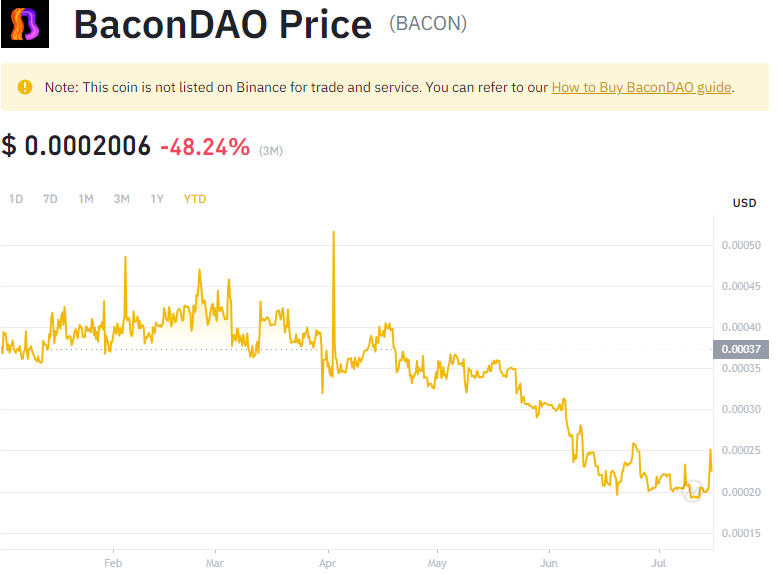 BaconDAO Price (BACON)
Note: This coin is not listed on Binance for trade and service. You can refer to our How to Buy BaconDAO guide.
$ 0.0002006 -48.24% (3M)
1D 7D 1M 3M 1Y YTD
USD
0.00050
0.00045
0.00040
0.00037
0.00035
0.00030
0.00025
0.00020
0.00015
Feb Mar Apr May Jun Jul